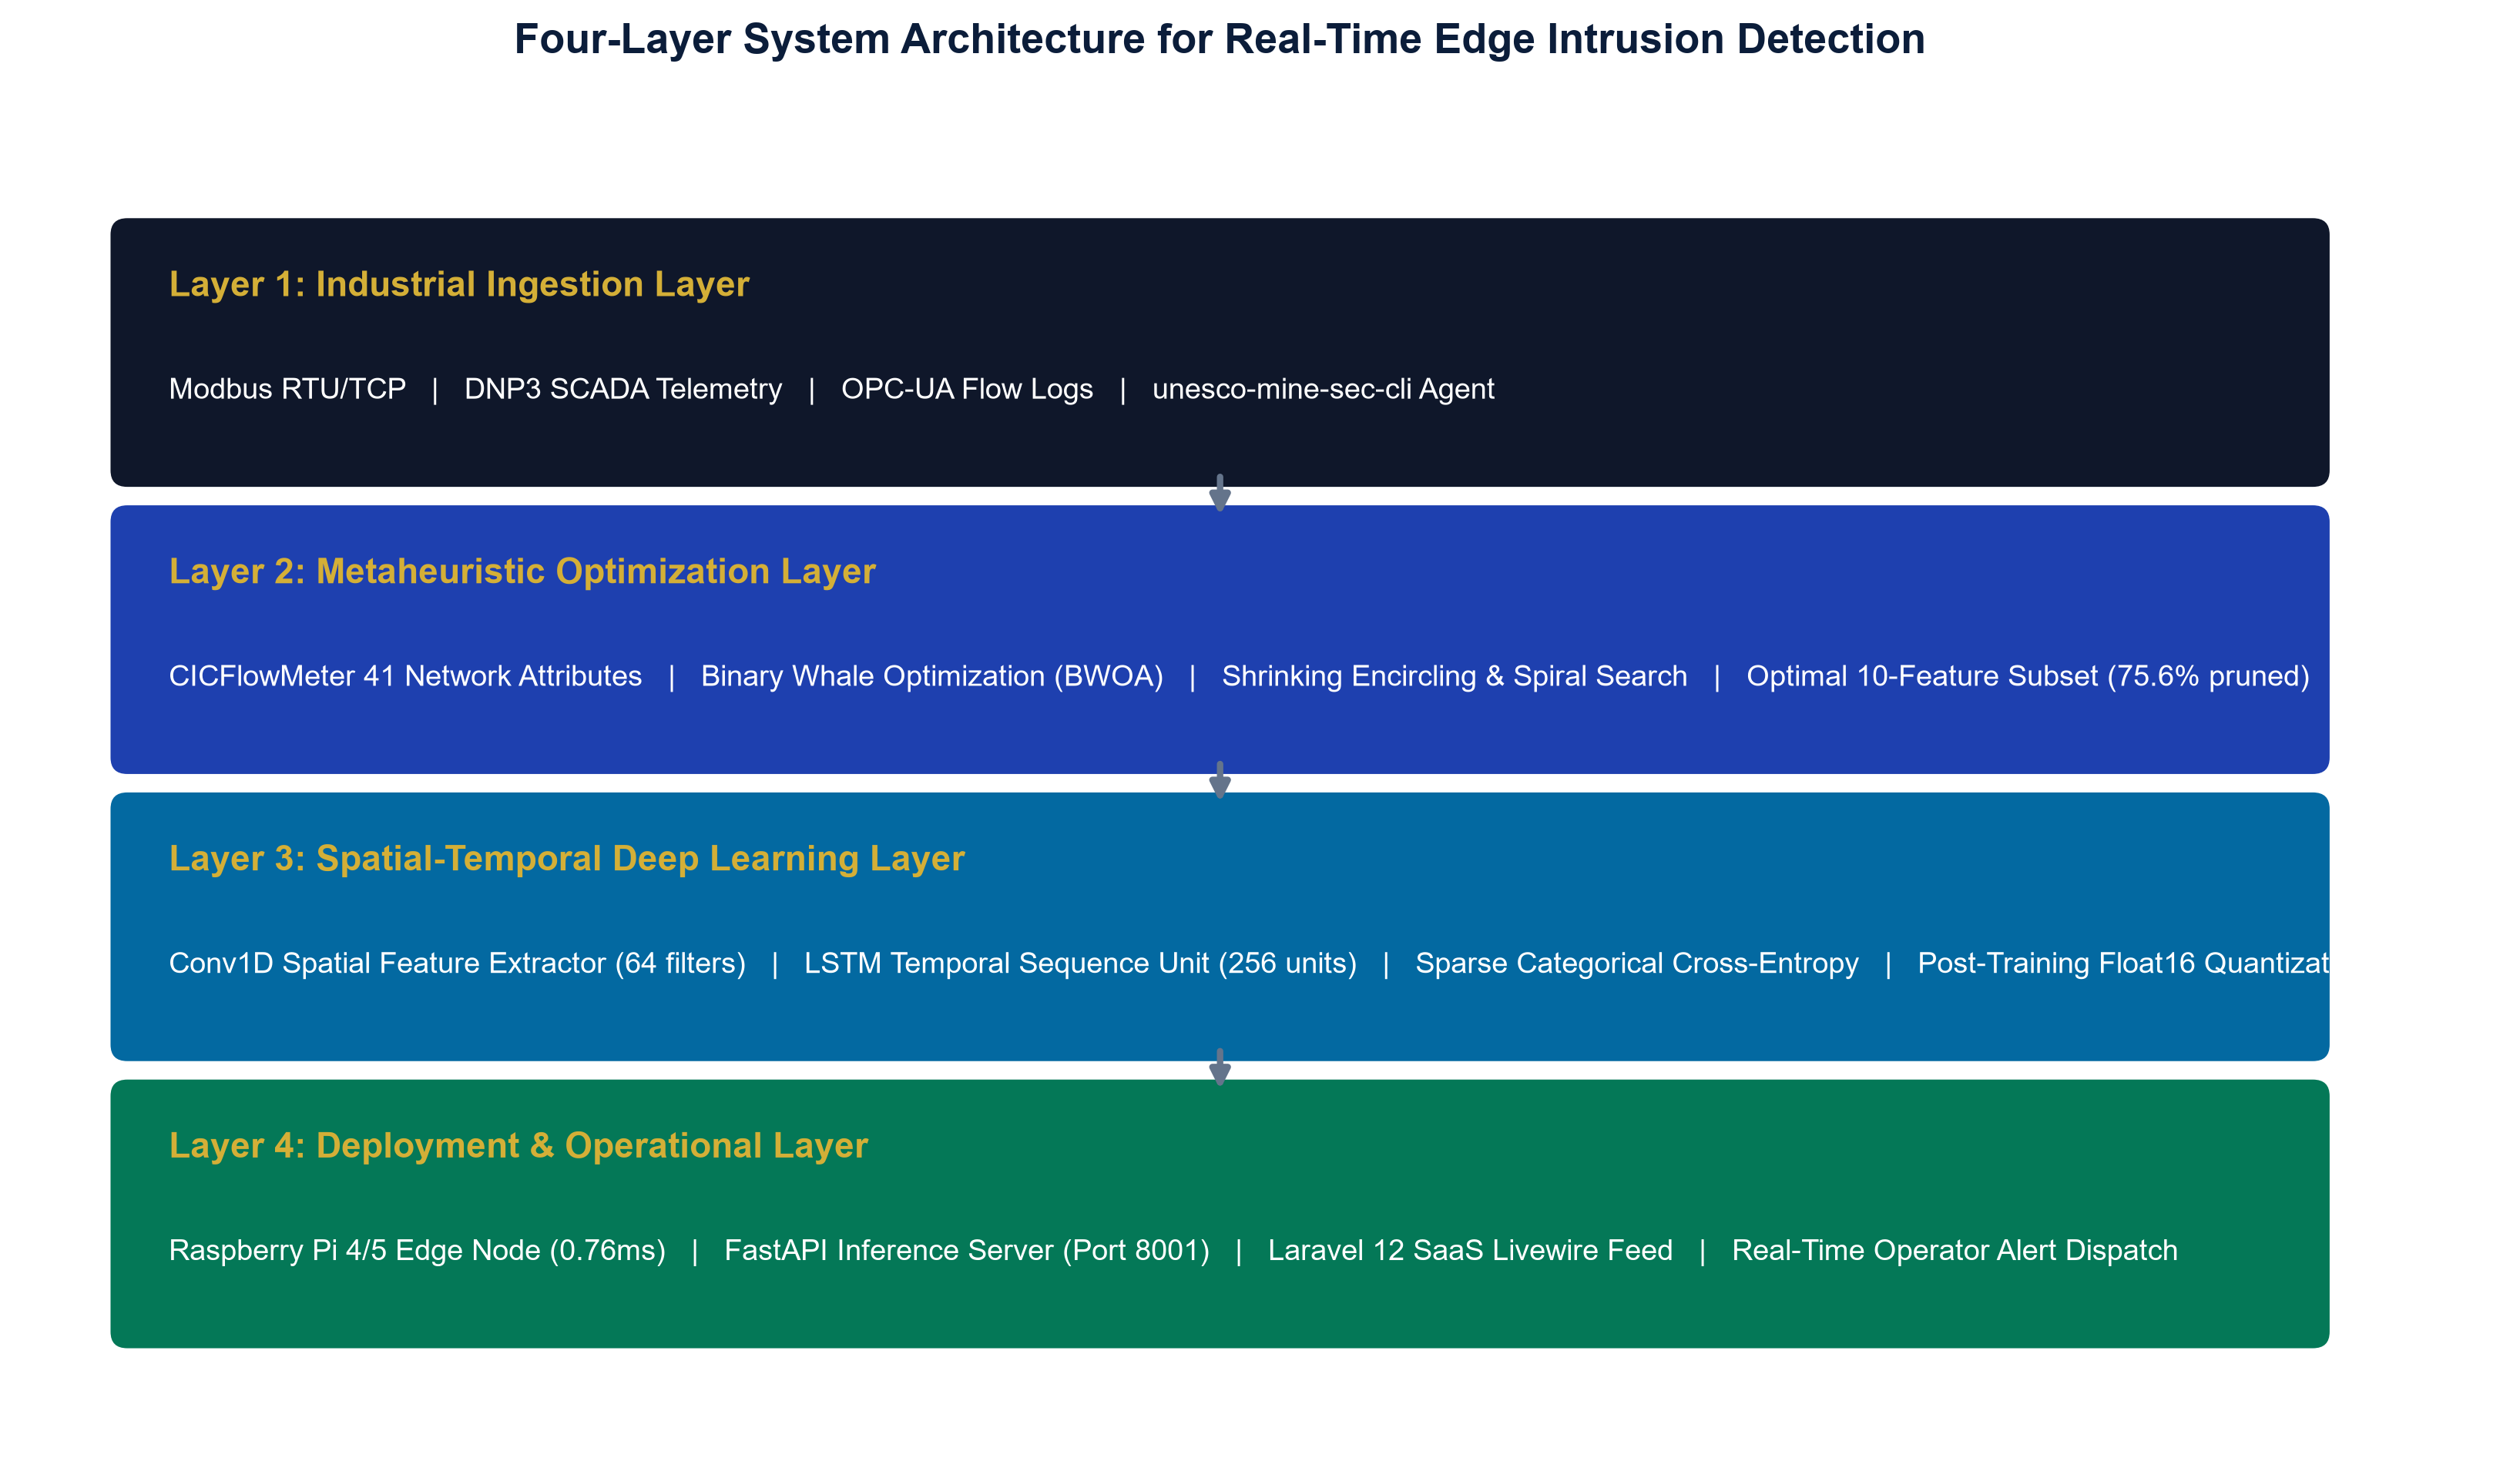 Four-Layer System Architecture for Real-Time Edge Intrusion Detection
Layer 1: Industrial Ingestion Layer
Modbus RTU/TCP | DNP3 SCADA Telemetry | OPC-UA Flow Logs | unesco-mine-sec-cli Agent
Layer 2: Metaheuristic Optimization Layer
CICFlowMeter 41 Network Attributes | Binary Whale Optimization (BWOA) | Shrinking Encircling & Spiral Search | Optimal 10-Feature Subset (75.6% pruned)
Layer 3: Spatial-Temporal Deep Learning Layer
Conv1D Spatial Feature Extractor (64 filters) | LSTM Temporal Sequence Unit (256 units) | Sparse Categorical Cross-Entropy | Post-Training Float16 Quantizat
Layer 4: Deployment & Operational Layer
Raspberry Pi 4/5 Edge Node (0.76ms) | FastAPI Inference Server (Port 8001) | Laravel 12 SaaS Livewire Feed | Real-Time Operator Alert Dispatch